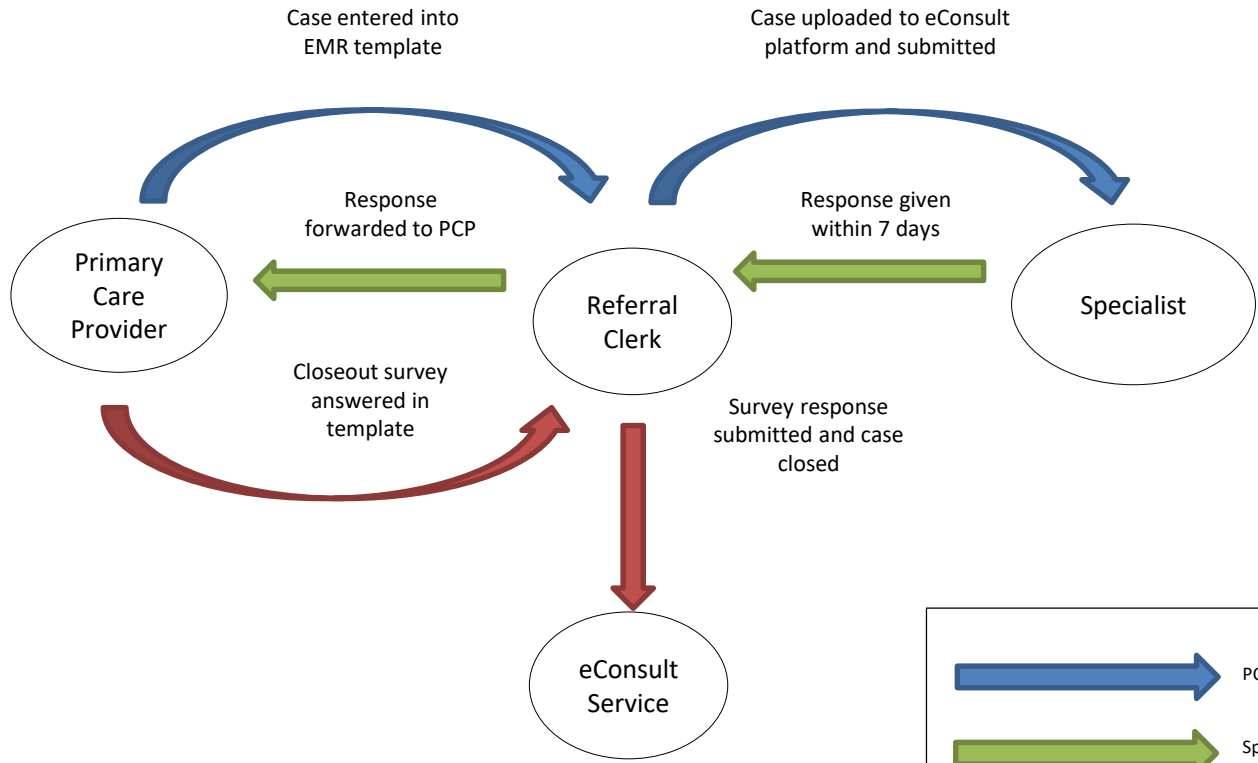 Case entered into
EMR template
Case uploaded to eConsult
platform and submitted
Response
forwarded to PCP
Response given
within 7 days
Primary
Care
Provider
Referral
Clerk
Specialist
Closeout survey
answered in
template
Survey response
submitted and case
closed
eConsult
Service